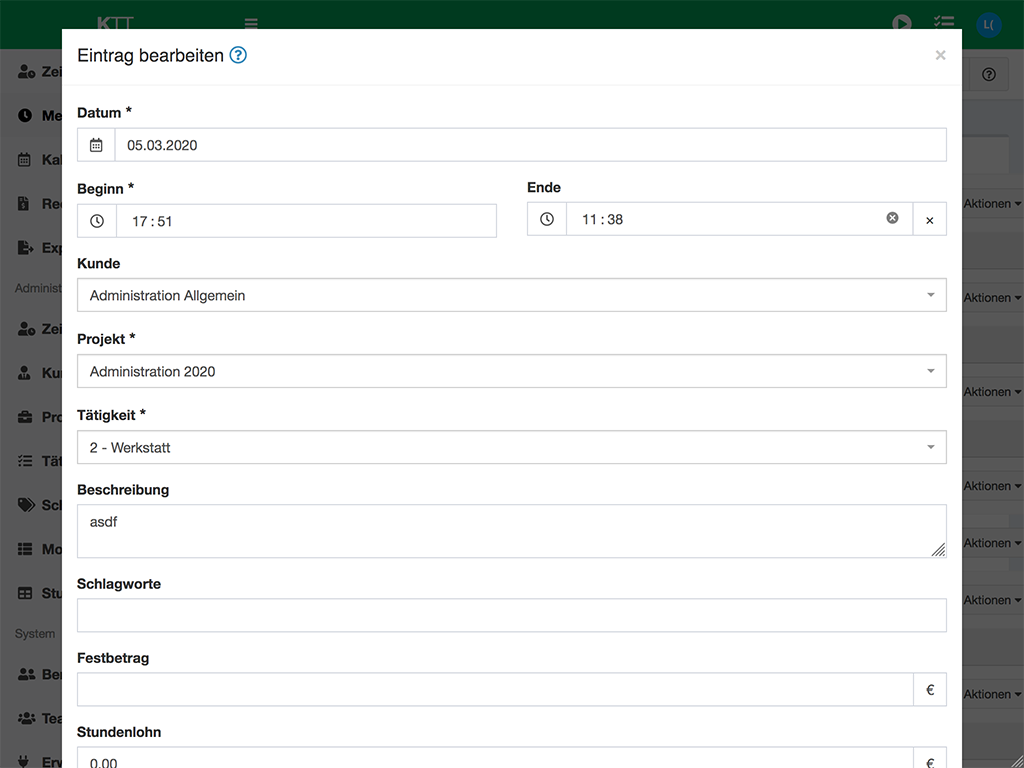 KTT
L(
Eintrag bearbeiten ?
×
?
Datum *
05.03.2020
Beginn *
Ende
17 : 51
11 : 38
×
Kunde
Administration Allgemein
Projekt *
Administration 2020
Tätigkeit *
2 - Werkstatt
Beschreibung
asdf
Schlagworte
Festbetrag
€
Stundenlohn
0,00
€
Zei
Me
Kal
Re
Exp
Administ
Zei
Ku
Pro
Tät
Sch
Mo
Stu
System
Ber
Tea
Erw
Aktionen
Aktionen
Aktionen
Aktionen
Aktionen
Aktionen
Aktionen